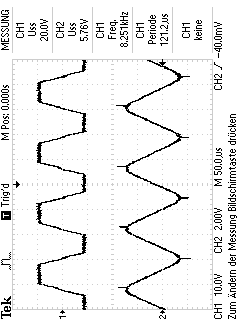 Tek
T Trig'd
M Pos: 0.000s
MESSUNG
CH1
Uss
20.0V
CH2
Uss
5.76V
CH1
Freq.
8.251kHz
CH1
Periode
121.2µs
CH1
keine
1
2
CH1 10.0V
CH2 2.00V
M 50.0µs
CH2
-40.0mV
Zum Ändern der Messung Bildschirmtaste drücken